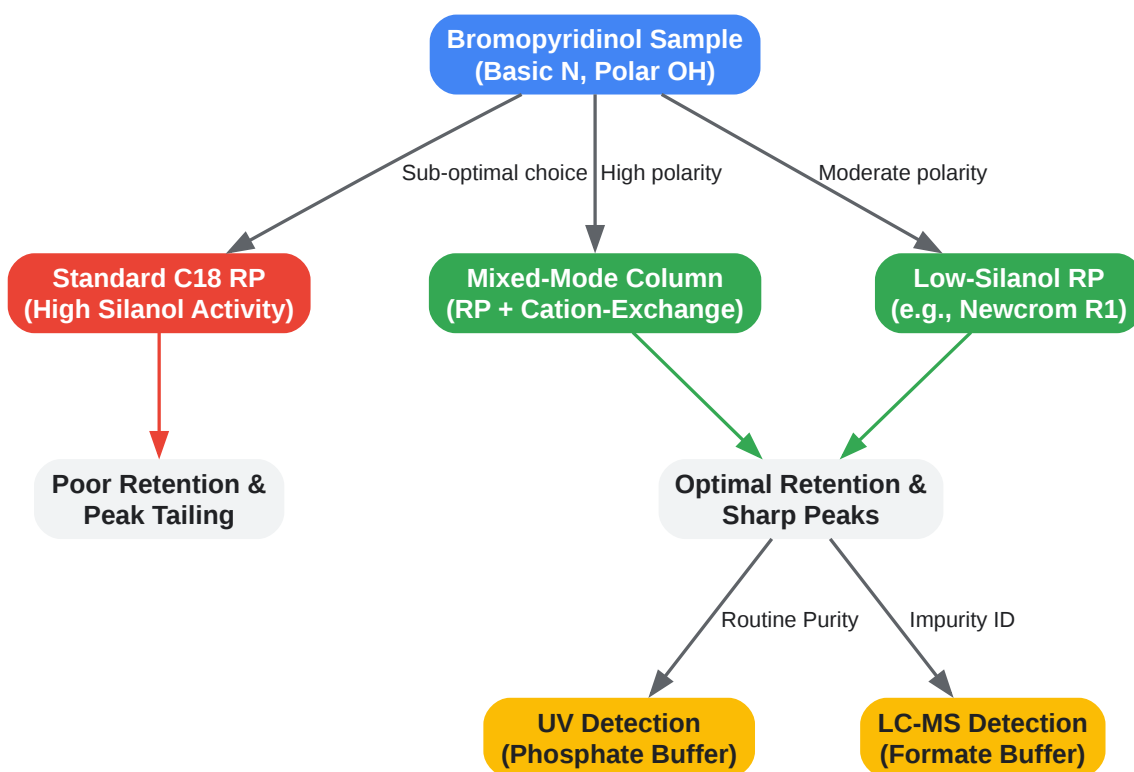 Bromopyridinol Sample
(Basic N, Polar OH)
Sub-optimal choice
High polarity
Moderate polarity
Standard C18 RP
(High Silanol Activity)
Mixed-Mode Column
(RP + Cation-Exchange)
Low-Silanol RP
(e.g., Newcrom R1)
Poor Retention &
Peak Tailing
Optimal Retention &
Sharp Peaks
Routine Purity
Impurity ID
UV Detection
(Phosphate Buffer)
LC-MS Detection
(Formate Buffer)